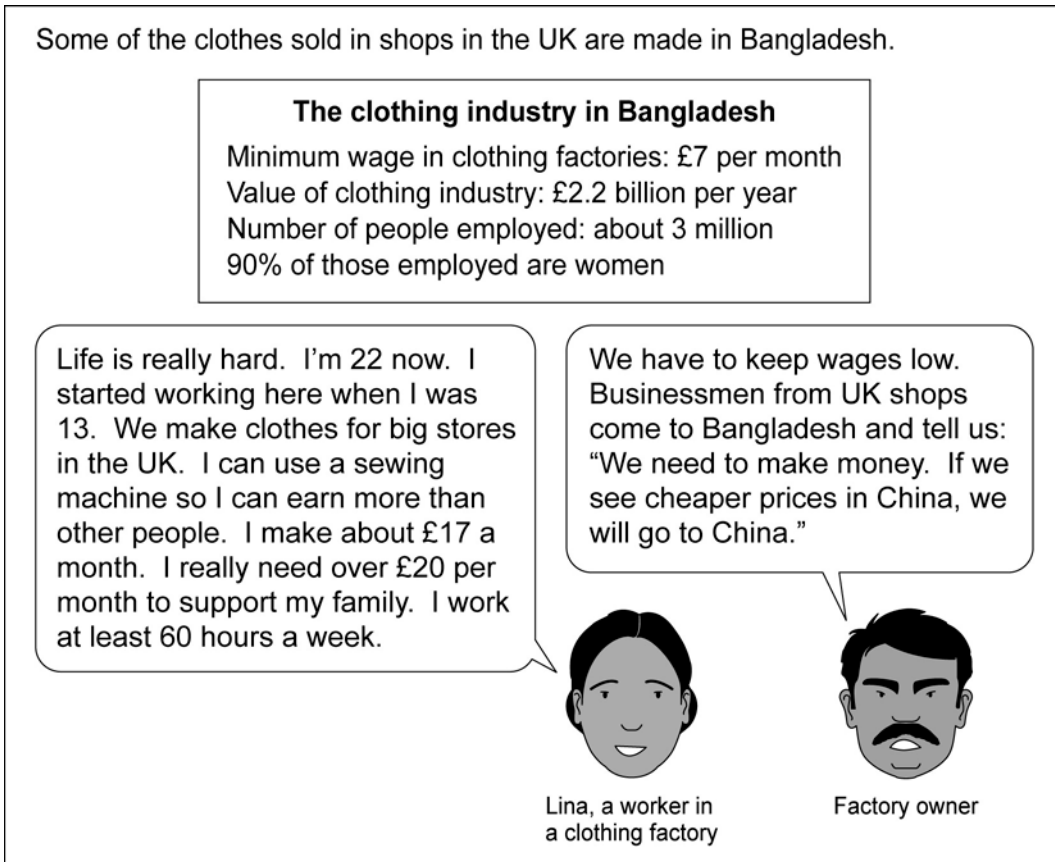 Some of the clothes sold in shops in the UK are made in Bangladesh.
The clothing industry in Bangladesh
Minimum wage in clothing factories: £7 per month
Value of clothing industry: £2.2 billion per year
Number of people employed: about 3 million
90% of those employed are women
Life is really hard.  I'm 22 now.  I
started working here when I was
13.  We make clothes for big stores
in the UK.  I can use a sewing
machine so I can earn more than
other people.  I make about £17 a
month.  I really need over £20 per
month to support my family.  I work
at least 60 hours a week.
We have to keep wages low.
Businessmen from UK shops
come to Bangladesh and tell us:
“We need to make money.  If we
see cheaper prices in China, we
will go to China.”
Lina, a worker in
a clothing factory
Factory owner